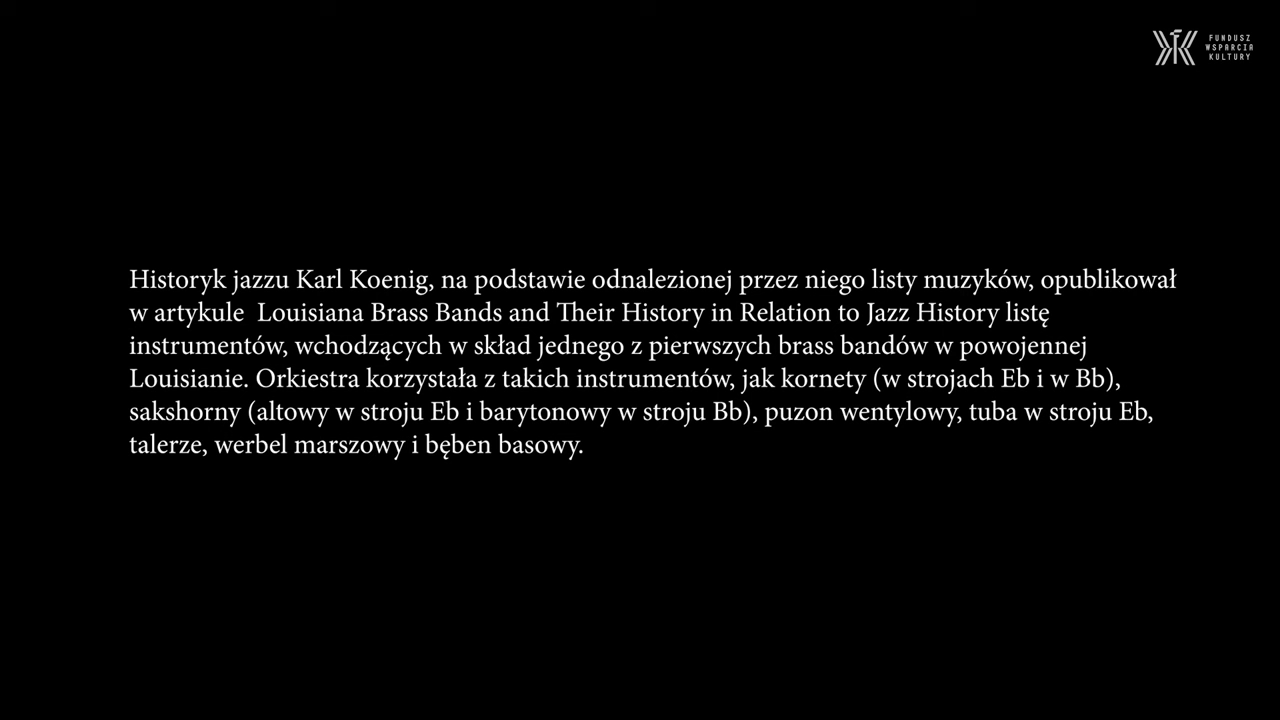 FUNDUSZ
WSPARCIA
KULTURY
Historyk jazzu Karl Koenig, na podstawie odnalezionej przez niego listy muzyków, opublikował
w artykule  Louisiana Brass Bands and Their History in Relation to Jazz History listę
instrumentów, wchodzących w skład jednego z pierwszych brass bandów w powojennej
Louisianie. Orkiestra korzystała z takich instrumentów, jak kornety (w strojach Eb i w Bb),
sakshorny (altowy w stroju Eb i barytonowy w stroju Bb), puzon wentylowy, tuba w stroju Eb,
talerze, werbel marszowy i bęben basowy.